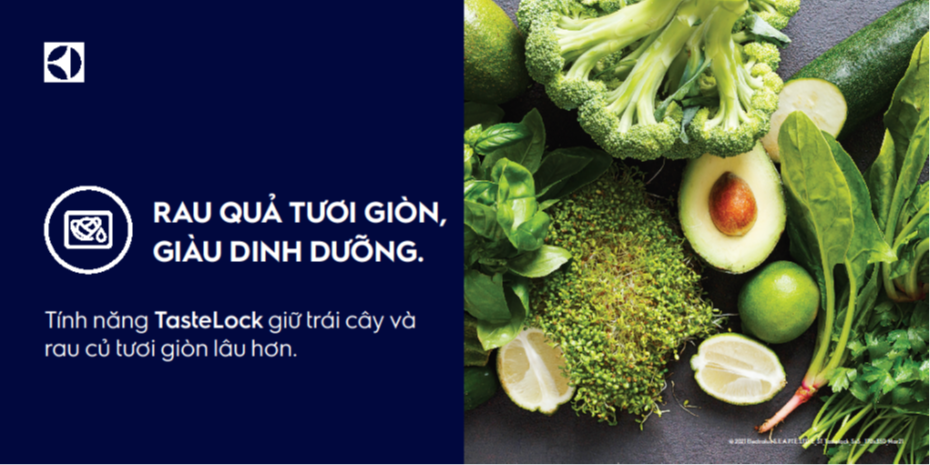 RAU QUẢ TƯƠI GIÒN,
GIÀU DINH DƯỠNG.
Tính năng TasteLock giữ trái cây và
rau củ tươi giòn lâu hơn.